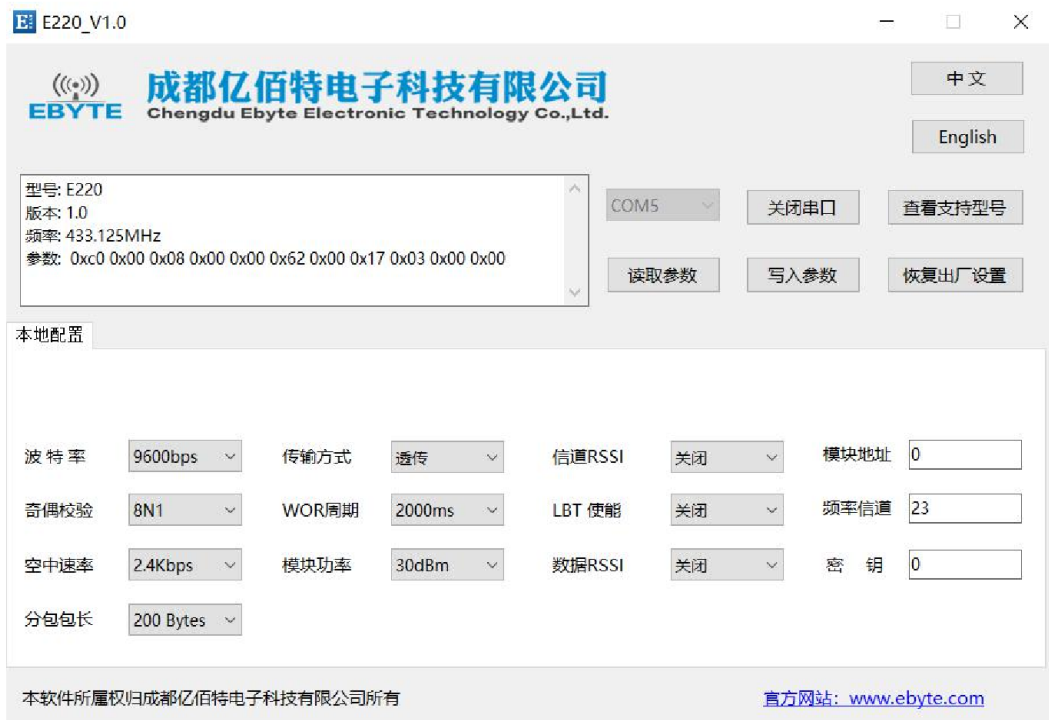 E220_V1.0
成都亿佰特电子科技有限公司
EBYTE
Chengdu Ebyte Electronic Technology Co.,Ltd.
中文
English
型号: E220
版本: 1.0
频率: 433.125MHz
参数: 0xc0 0x00 0x08 0x00 0x00 0x62 0x00 0x17 0x03 0x00 0x00
COM5
关闭串口
查看支持型号
读取参数
写入参数
恢复出厂设置
本地配置
波特率 9600bps 传输方式 透传 信道RSSI 关闭 模块地址 0
奇偶校验 8N1 WOR周期 2000ms LBT 使能 关闭 频率信道 23
空中速率 2.4Kbps 模块功率 30dBm 数据RSSI 关闭 密 钥 0
分包包长 200 Bytes
本软件所属权归成都亿佰特电子科技有限公司所有 官方网站：www.ebyte.com